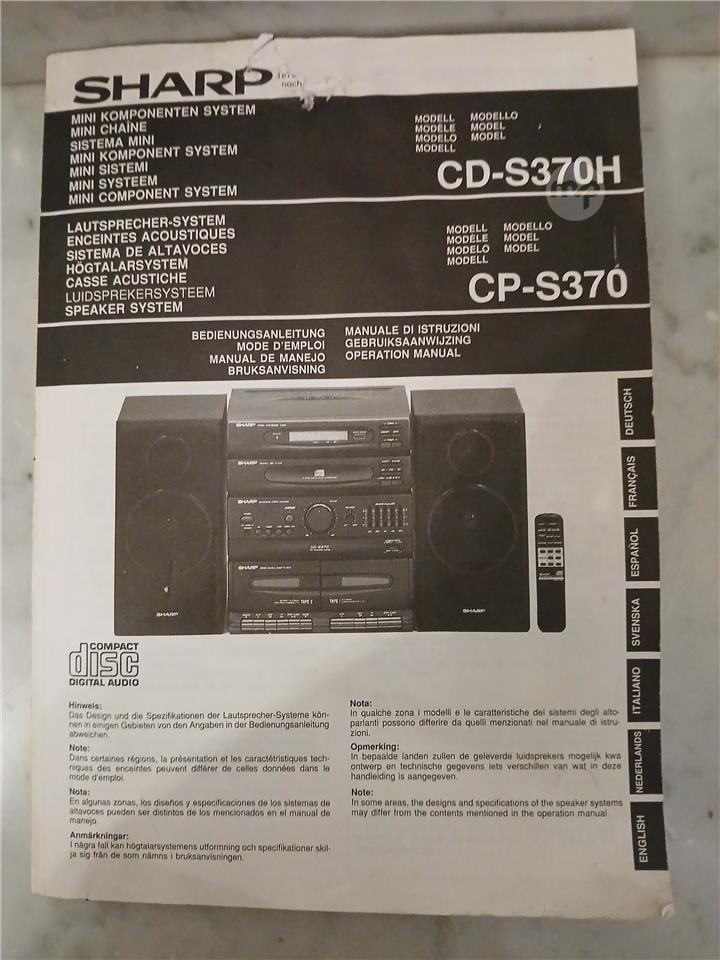 SHARP
noch
MINI KOMPONENTEN SYSTEM
MINI CHAÎNE
SISTEMA MINI
MINI KOMPONENT SYSTEM
MINI SISTEMI
MINI SYSTEEM
MINI COMPONENT SYSTEM
MODELL MODELLO
MODÈLE MODEL
MODELO MODEL
MODELL
CD-S370H
LAUTSPRECHER-SYSTEM
ENCEINTES ACOUSTIQUES
SISTEMA DE ALTAVOCES
HÖGTALARSYSTEM
CASSE ACUSTICHE
LUIDSPREKERSYSTEEM
SPEAKER SYSTEM
MODELL MODELLO
MODÈLE MODEL
MODELO MODEL
MODELL
CP-S370
BEDIENUNGSANLEITUNG
MODE D'EMPLOI
MANUAL DE MANEJO
BRUKSANVISNING
MANUALE DI ISTRUZIONI
GEBRUIKSAANWIJZING
OPERATION MANUAL
SHARP
SHARP
SHARP
CD-S370
SHARP
TAPE 2
TAPE 1
SHARP
SHARP
DEUTSCH
FRANÇAIS
ESPAÑOL
SVENSKA
ITALIANO
NEDERLANDS
ENGLISH
COMPACT
disc
DIGITAL AUDIO
Hinweis:
Das Design und die Spezifikationen der Lautsprecher-Systeme kön-
nen in einigen Gebieten von den Angaben in der Bedienungsanleitung
abweichen.
Note:
Dans certaines régions, la présentation et les caractéristiques tech-
niques des enceintes peuvent différer de celles données dans le
mode d'emploi.
Nota:
En algunas zonas, los diseños y especificaciones de los sistemas de
altavoces pueden ser distintos de los mencionados en el manual de
manejo.
Anmärkningar:
I några fall kan högtalarsystemens utformning och specifikationer skil-
ja sig från de som nämns i bruksanvisningen.
Nota:
In qualche zona i modelli e le caratteristiche dei sistemi degli alto-
parlanti possono differire da quelli menzionati nel manuale di istru-
zioni.
Opmerking:
In bepaalde landen zullen de geleverde luidsprekers mogelijk kwa
ontwerp en technische gegevens iets verschillen van wat in deze
handleiding is aangegeven.
Note:
In some areas, the designs and specifications of the speaker systems
may differ from the contents mentioned in the operation manual.